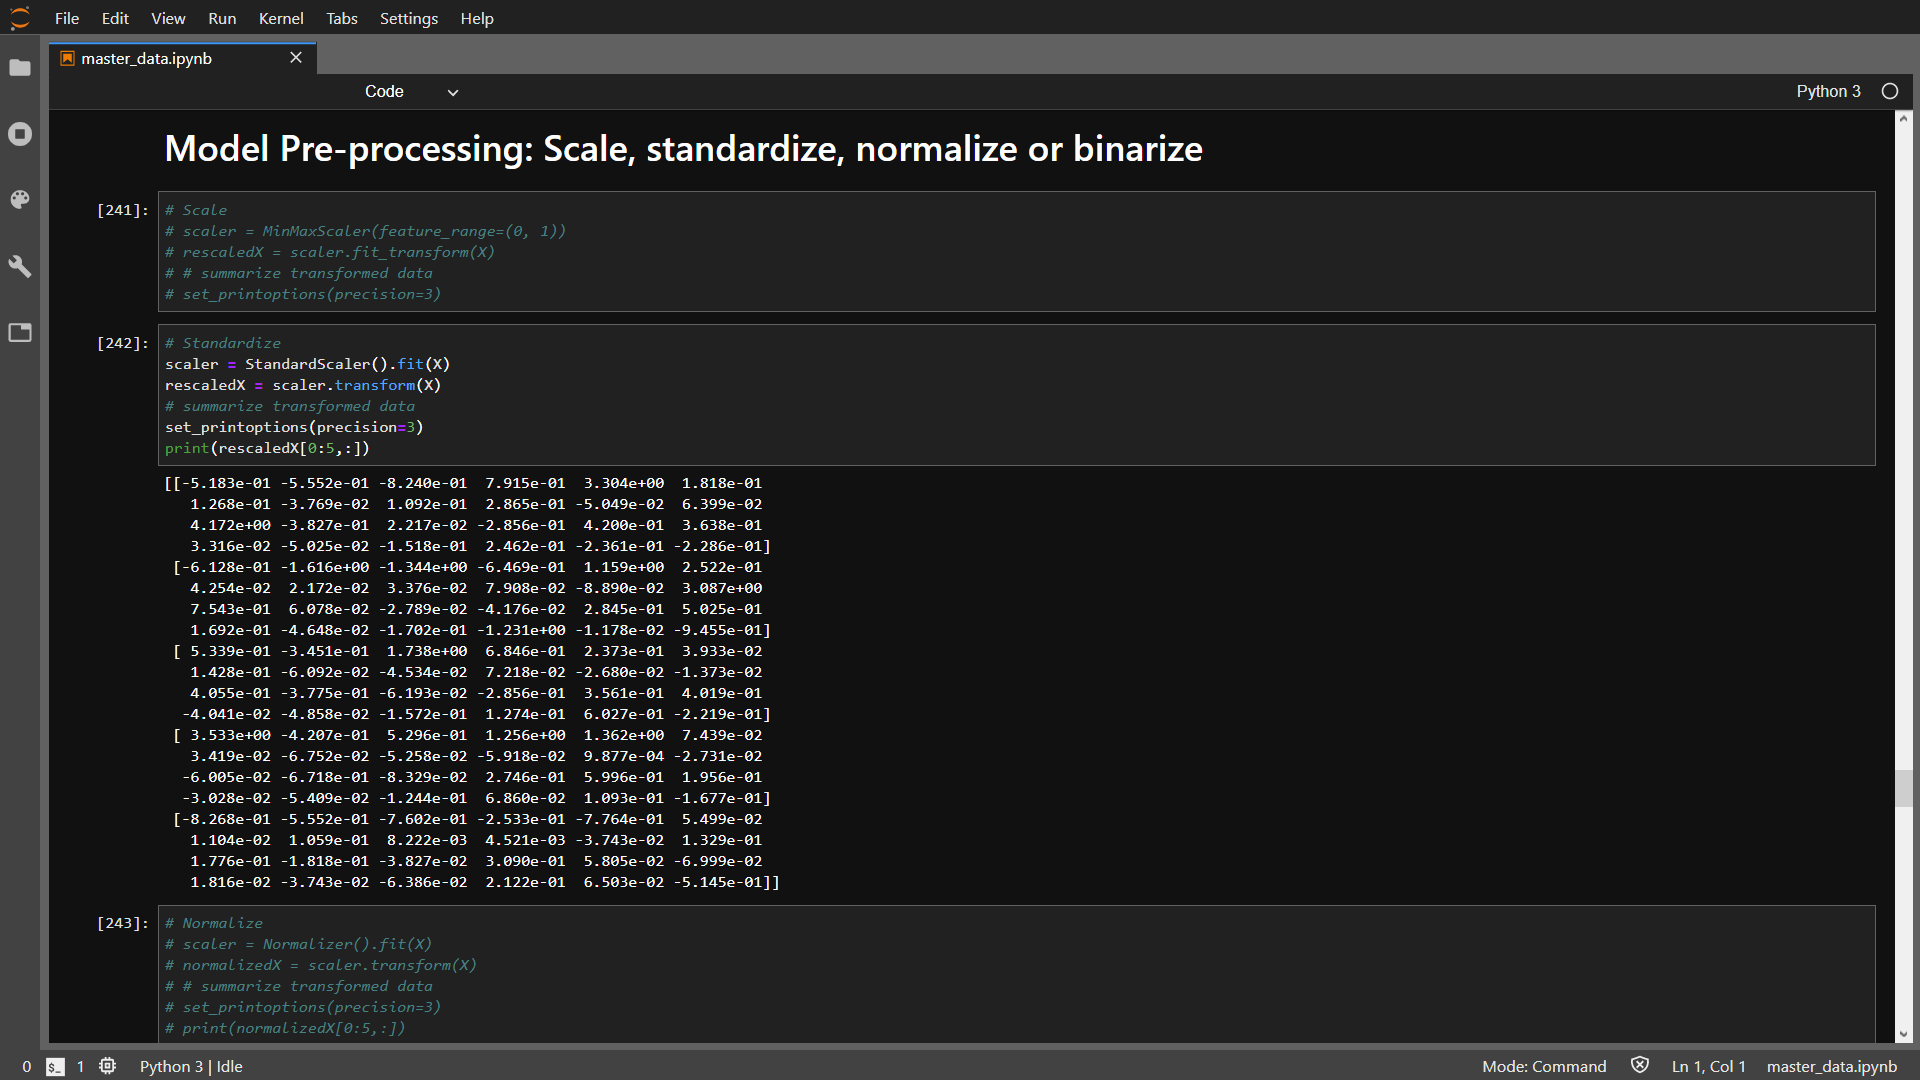 File Edit View Run Kernel Tabs Settings Help
master_data.ipynb
Code
Python 3
Model Pre-processing: Scale, standardize, normalize or binarize
[241]: # Scale
# scaler = MinMaxScaler(feature_range=(0, 1))
# rescaledX = scaler.fit_transform(X)
# # summarize transformed data
# set_printoptions(precision=3)
[242]: # Standardize
scaler = StandardScaler().fit(X)
rescaledX = scaler.transform(X)
# summarize transformed data
set_printoptions(precision=3)
print(rescaledX[0:5,:])
[[-5.183e-01 -5.552e-01 -8.240e-01  7.915e-01  3.304e+00  1.818e-01
1.268e-01 -3.769e-02  1.092e-01  2.865e-01 -5.049e-02  6.399e-02
4.172e+00 -3.827e-01  2.217e-02 -2.856e-01  4.200e-01  3.638e-01
3.316e-02 -5.025e-02 -1.518e-01  2.462e-01 -2.361e-01 -2.286e-01]
[-6.128e-01 -1.616e+00 -1.344e+00 -6.469e-01  1.159e+00  2.522e-01
4.254e-02  2.172e-02  3.376e-02  7.908e-02 -8.890e-02  3.087e+00
7.543e-01  6.078e-02 -2.789e-02 -4.176e-02  2.845e-01  5.025e-01
1.692e-01 -4.648e-02 -1.702e-01 -1.231e+00 -1.178e-02 -9.455e-01]
[ 5.339e-01 -3.451e-01  1.738e+00  6.846e-01  2.373e-01  3.933e-02
1.428e-01 -6.092e-02 -4.534e-02  7.218e-02 -2.680e-02 -1.373e-02
4.055e-01 -3.775e-01 -6.193e-02 -2.856e-01  3.561e-01  4.019e-01
-4.041e-02 -4.858e-02 -1.572e-01  1.274e-01  6.027e-01 -2.219e-01]
[ 3.533e+00 -4.207e-01  5.296e-01  1.256e+00  1.362e+00  7.439e-02
3.419e-02 -6.752e-02 -5.258e-02 -5.918e-02  9.877e-04 -2.731e-02
-6.005e-02 -6.718e-01 -8.329e-02  2.746e-01  5.996e-01  1.956e-01
-3.028e-02 -5.409e-02 -1.244e-01  6.860e-02  1.093e-01 -1.677e-01]
[-8.268e-01 -5.552e-01 -7.602e-01 -2.533e-01 -7.764e-01  5.499e-02
1.104e-02  1.059e-01  8.222e-03  4.521e-03 -3.743e-02  1.329e-01
1.776e-01 -1.818e-01 -3.827e-02  3.090e-01  5.805e-02 -6.999e-02
1.816e-02 -3.743e-02 -6.386e-02  2.122e-01  6.503e-02 -5.145e-01]]
[243]: # Normalize
# scaler = Normalizer().fit(X)
# normalizedX = scaler.transform(X)
# # summarize transformed data
# set_printoptions(precision=3)
# print(normalizedX[0:5,:])
0 $_ 1 Python 3 | Idle Mode: Command Ln 1, Col 1 master_data.ipynb